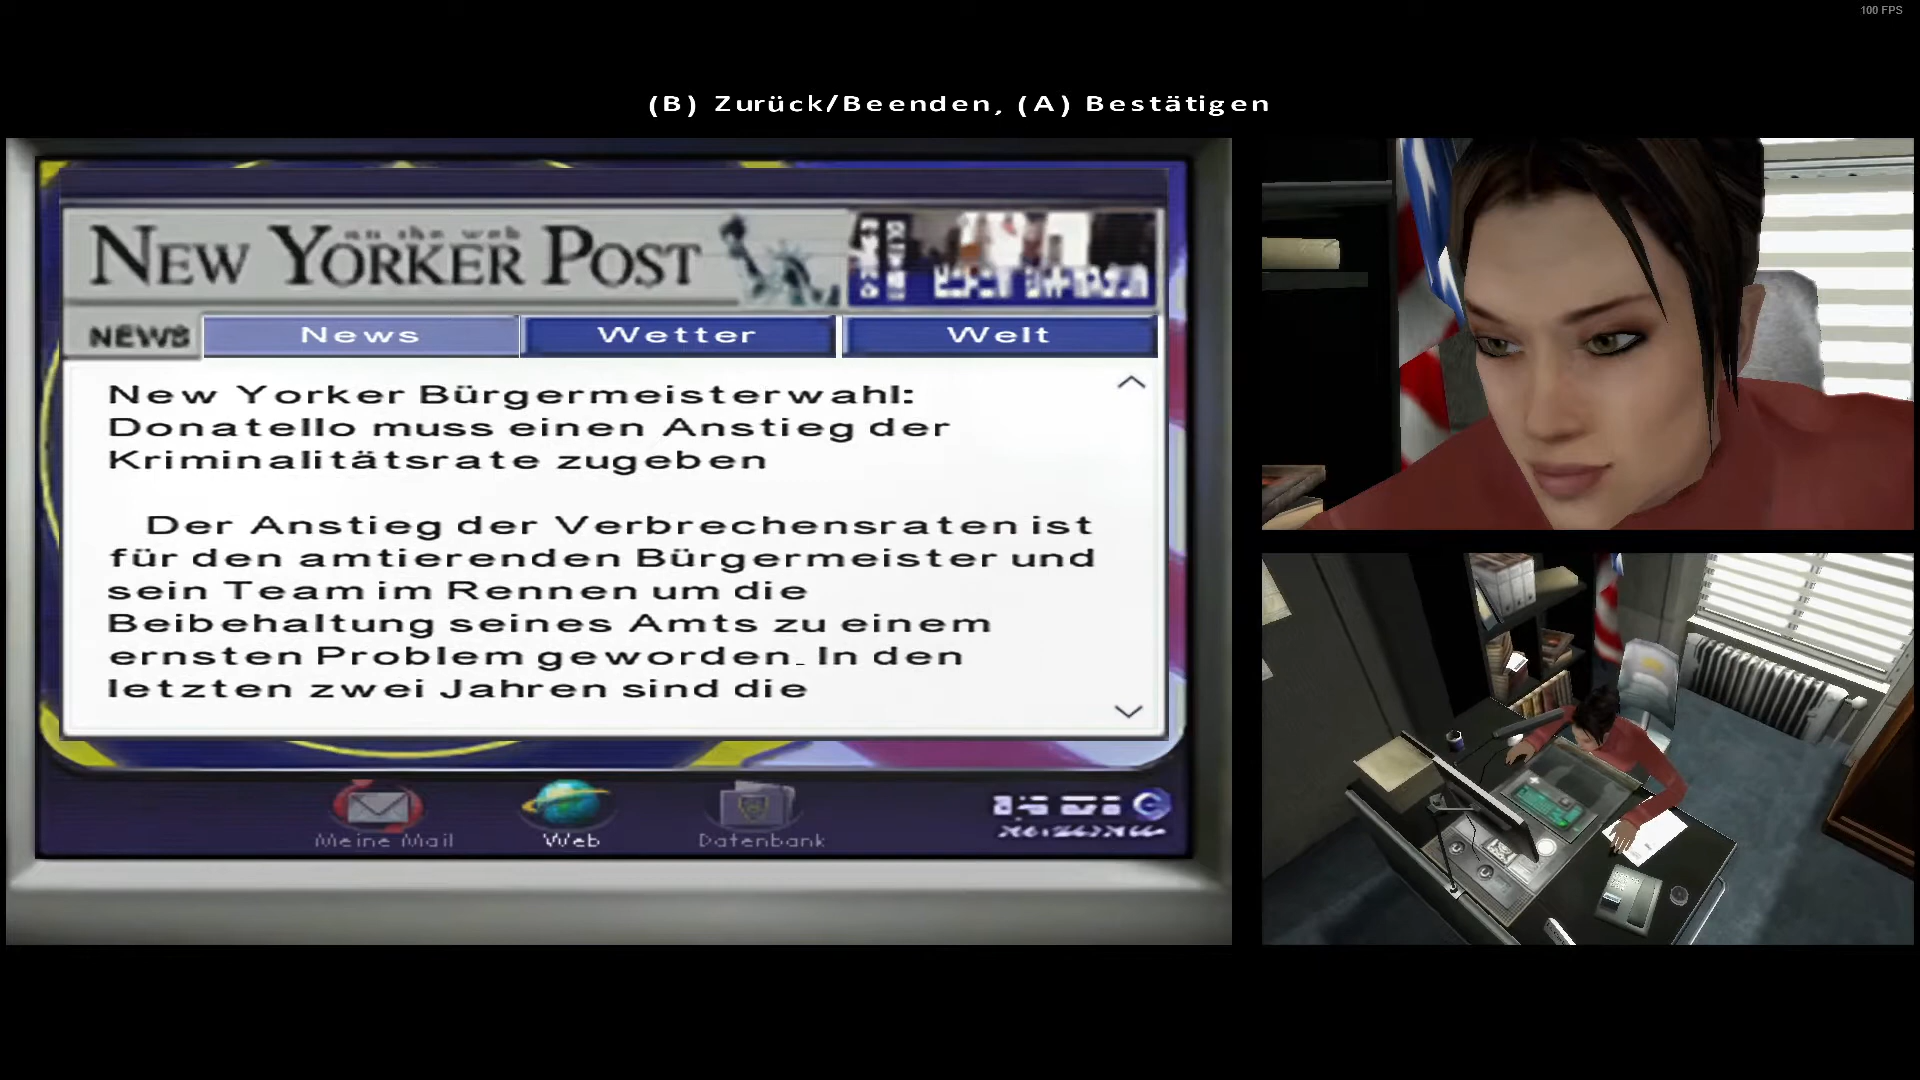 100 FPS
(B) Zurück/Beenden, (A) Bestätigen
on the web
NEW YORKER POST
NEWS
News
Wetter
Welt
New Yorker Bürgermeisterwahl:
Donatello muss einen Anstieg der
Kriminalitätsrate zugeben
Der Anstieg der Verbrechensraten ist
für den amtierenden Bürgermeister und
sein Team im Rennen um die
Beibehaltung seines Amts zu einem
ernsten Problem geworden. In den
letzten zwei Jahren sind die
Meine Mail
Web
Datenbank